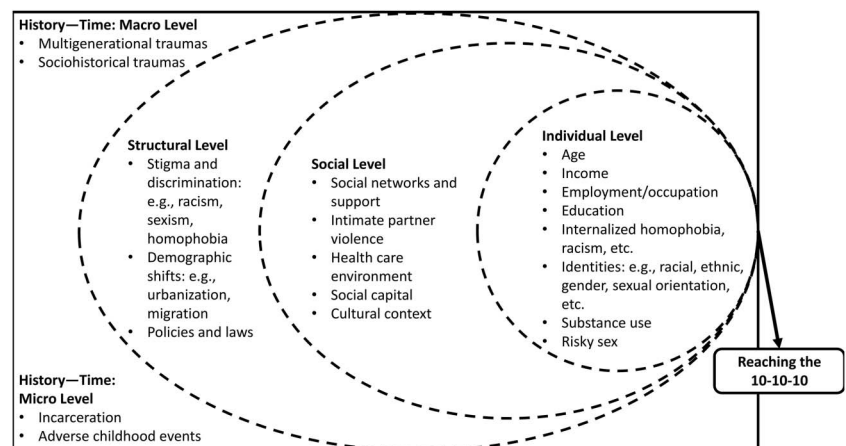 History—Time: Macro Level
• Multigenerational traumas
• Sociohistorical traumas
Structural Level
• Stigma and
discrimination:
e.g., racism,
sexism,
homophobia
• Demographic
shifts: e.g.,
urbanization,
migration
• Policies and laws
Social Level
• Social networks and
support
• Intimate partner
violence
• Health care
environment
• Social capital
• Cultural context
Individual Level
• Age
• Income
• Employment/occupation
• Education
• Internalized homophobia,
racism, etc.
• Identities: e.g., racial, ethnic,
gender, sexual orientation,
etc.
• Substance use
• Risky sex
Reaching the
10-10-10
History—Time:
Micro Level
• Incarceration
• Adverse childhood events